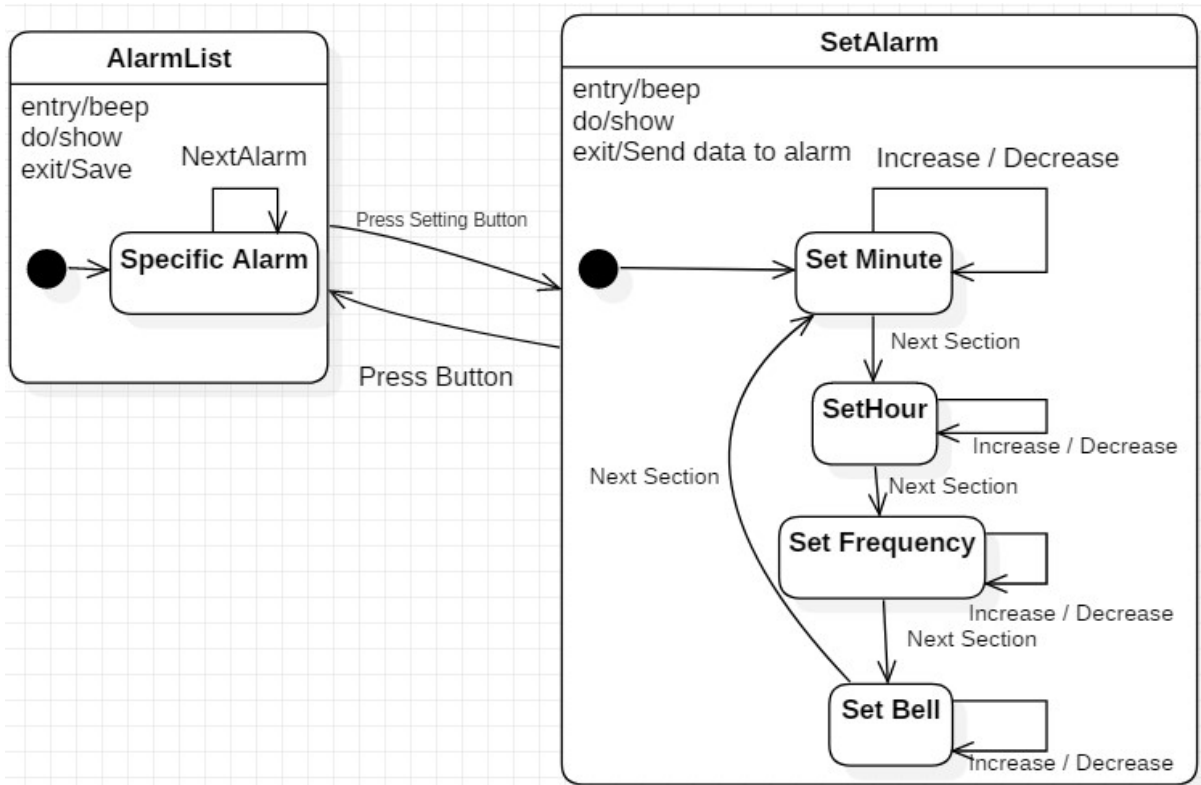 AlarmList
entry/beep
do/show
exit/Save
NextAlarm
Specific Alarm
Press Setting Button
Press Button
SetAlarm
entry/beep
do/show
exit/Send data to alarm
Increase / Decrease
Set Minute
Next Section
SetHour
Increase / Decrease
Next Section
Next Section
Set Frequency
Increase / Decrease
Next Section
Set Bell
Increase / Decrease